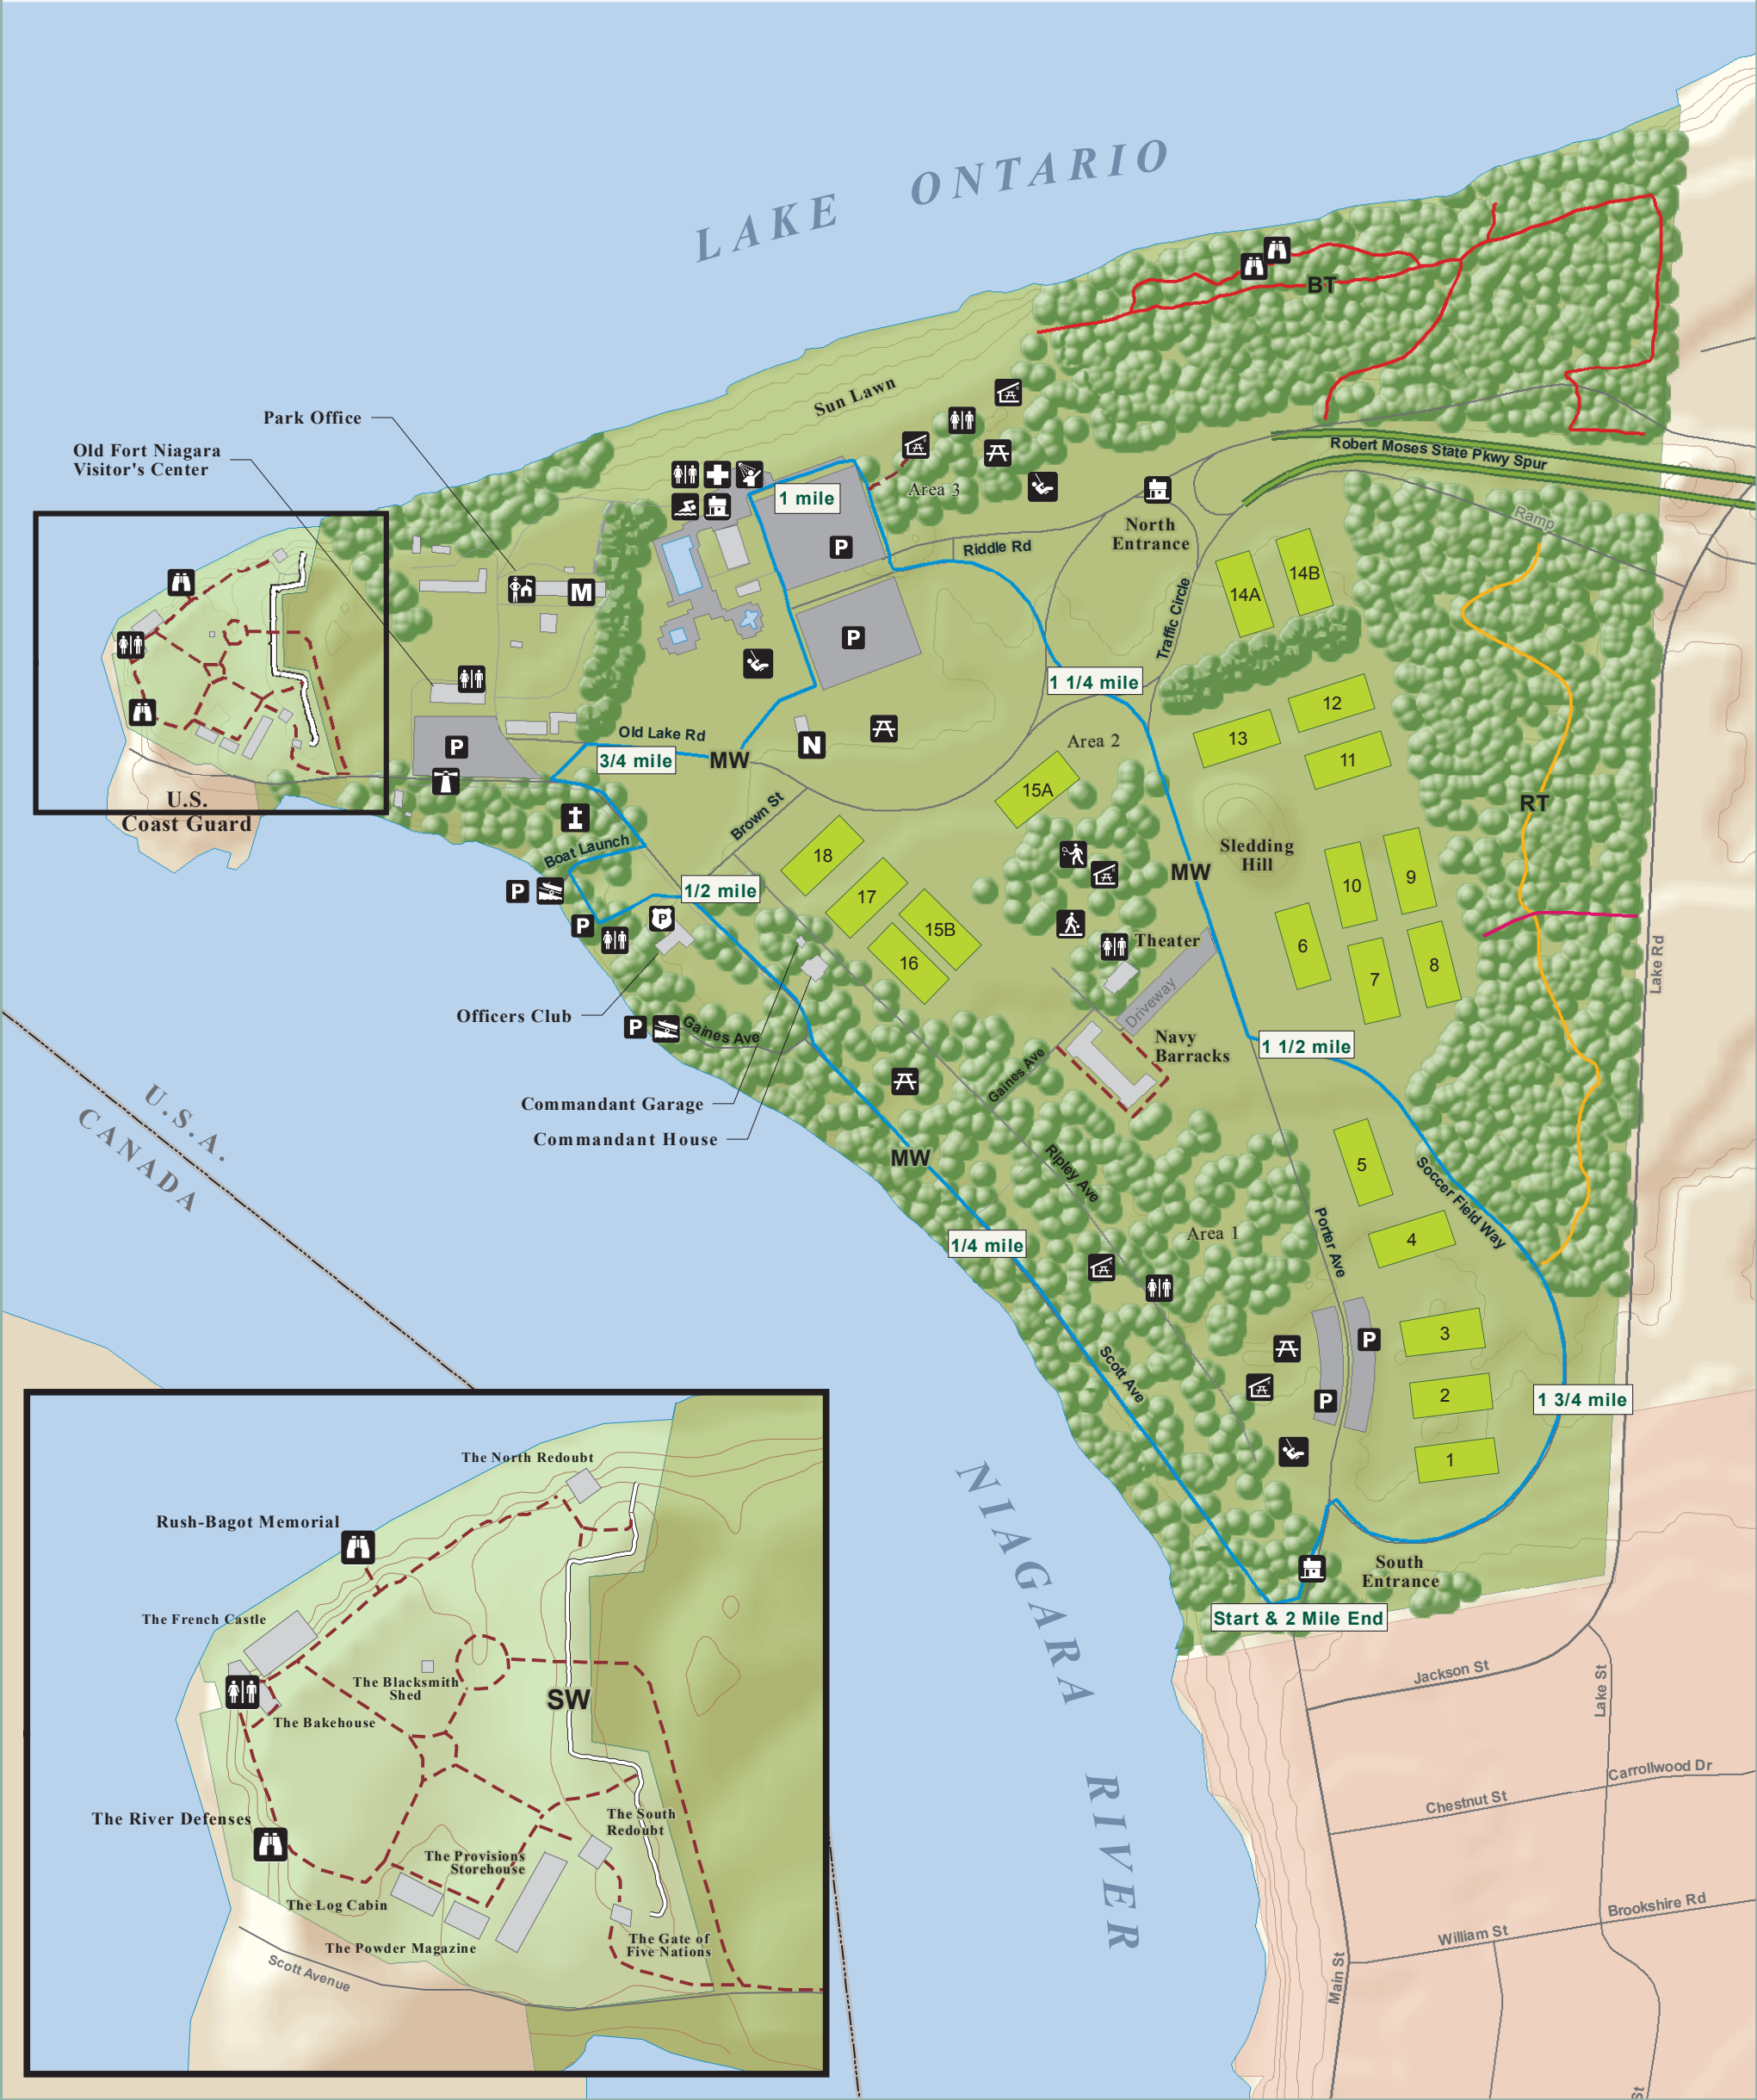 LAKE ONTARIO
BT
Sun Lawn
Park Office
Old Fort Niagara
Visitor's Center
Robert Moses State Pkwy Spur
1 mile
Area 3
P
North
Entrance
Ramp
Riddle Rd
14A
14B
M
Traffic Circle
P
1 1/4 mile
12
Old Lake Rd
3/4 mile
MW
N
Area 2
13
11
P
15A
RT
U.S.
Coast Guard
Brown St
Boat Launch
18
Sledding
Hill
MW
10
9
P
1/2 mile
17
P
P
15B
16
Theater
6
7
8
Lake Rd
Officers Club
P
Gaines Ave
Driveway
Navy
Barracks
1 1/2 mile
Gaines Ave
Commandant Garage
Commandant House
U.S.A.
CANADA
MW
Ripley Ave
5
Soccer Field Way
1/4 mile
Area 1
Porter Ave
4
3
P
Scott Ave
P
2
1 3/4 mile
1
NIAGARA RIVER
South
Entrance
Start & 2 Mile End
Jackson St
Lake St
Carrollwood Dr
Chestnut St
Brookshire Rd
William St
Main St
St
The North Redoubt
Rush-Bagot Memorial
The French Castle
The Blacksmith
Shed
SW
The Bakehouse
The River Defenses
The South
Redoubt
The Provisions
Storehouse
The Log Cabin
The Powder Magazine
The Gate of
Five Nations
Scott Avenue